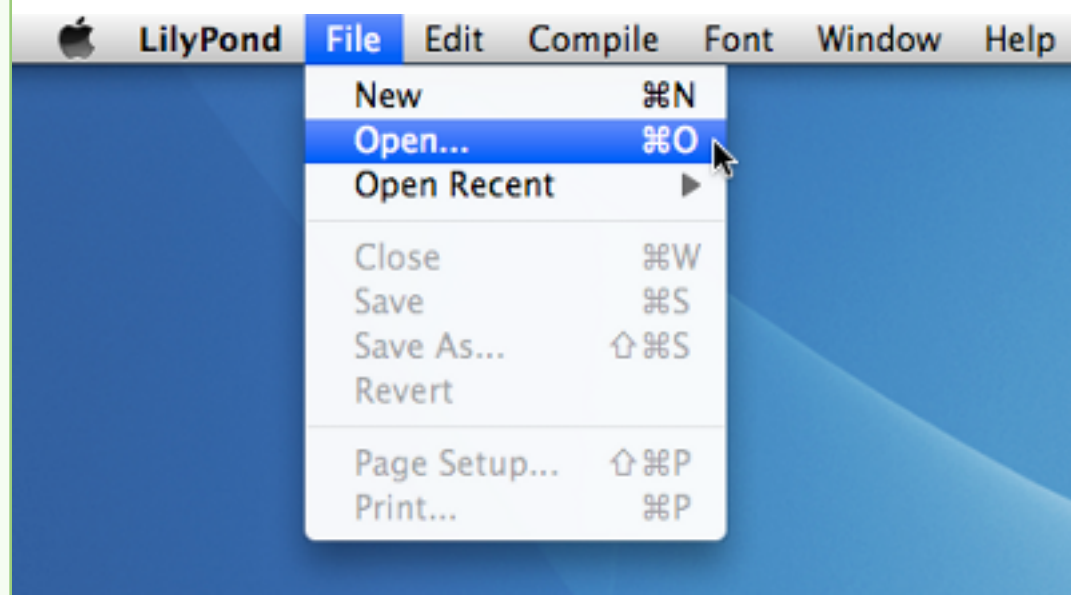 LilyPond File Edit Compile Font Window Help
New ⌘N
Open... ⌘O
Open Recent ▶
Close ⌘W
Save ⌘S
Save As... ⇧⌘S
Revert
Page Setup... ⇧⌘P
Print... ⌘P